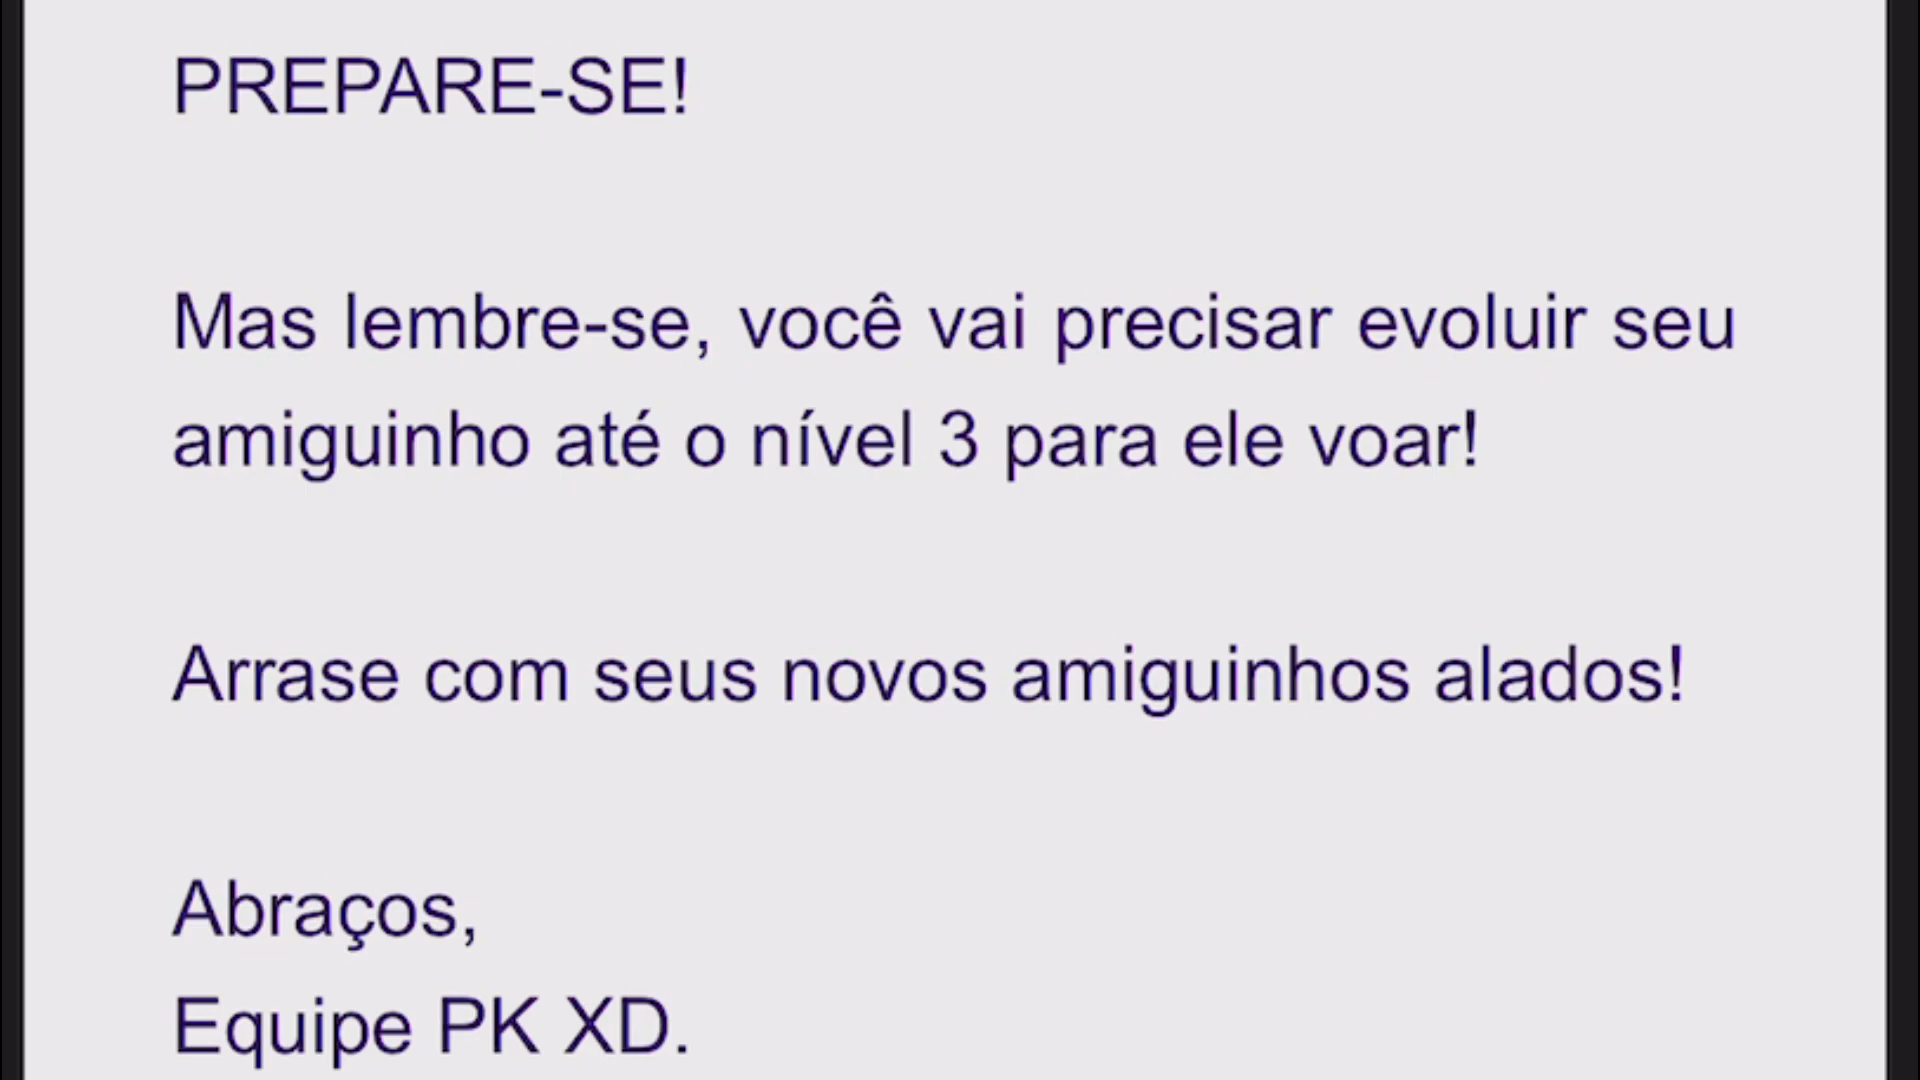 PREPARE-SE!
Mas lembre-se, você vai precisar evoluir seu
amiguinho até o nível 3 para ele voar!
Arrase com seus novos amiguinhos alados!
Abraços,
Equipe PK XD.